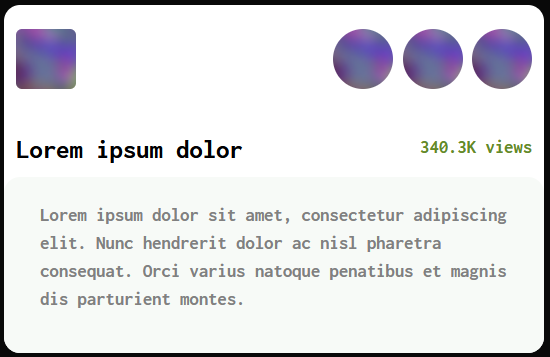 Lorem ipsum dolor
340.3K views
Lorem ipsum dolor sit amet, consectetur adipiscing
elit. Nunc hendrerit dolor ac nisl pharetra
consequat. Orci varius natoque penatibus et magnis
dis parturient montes.